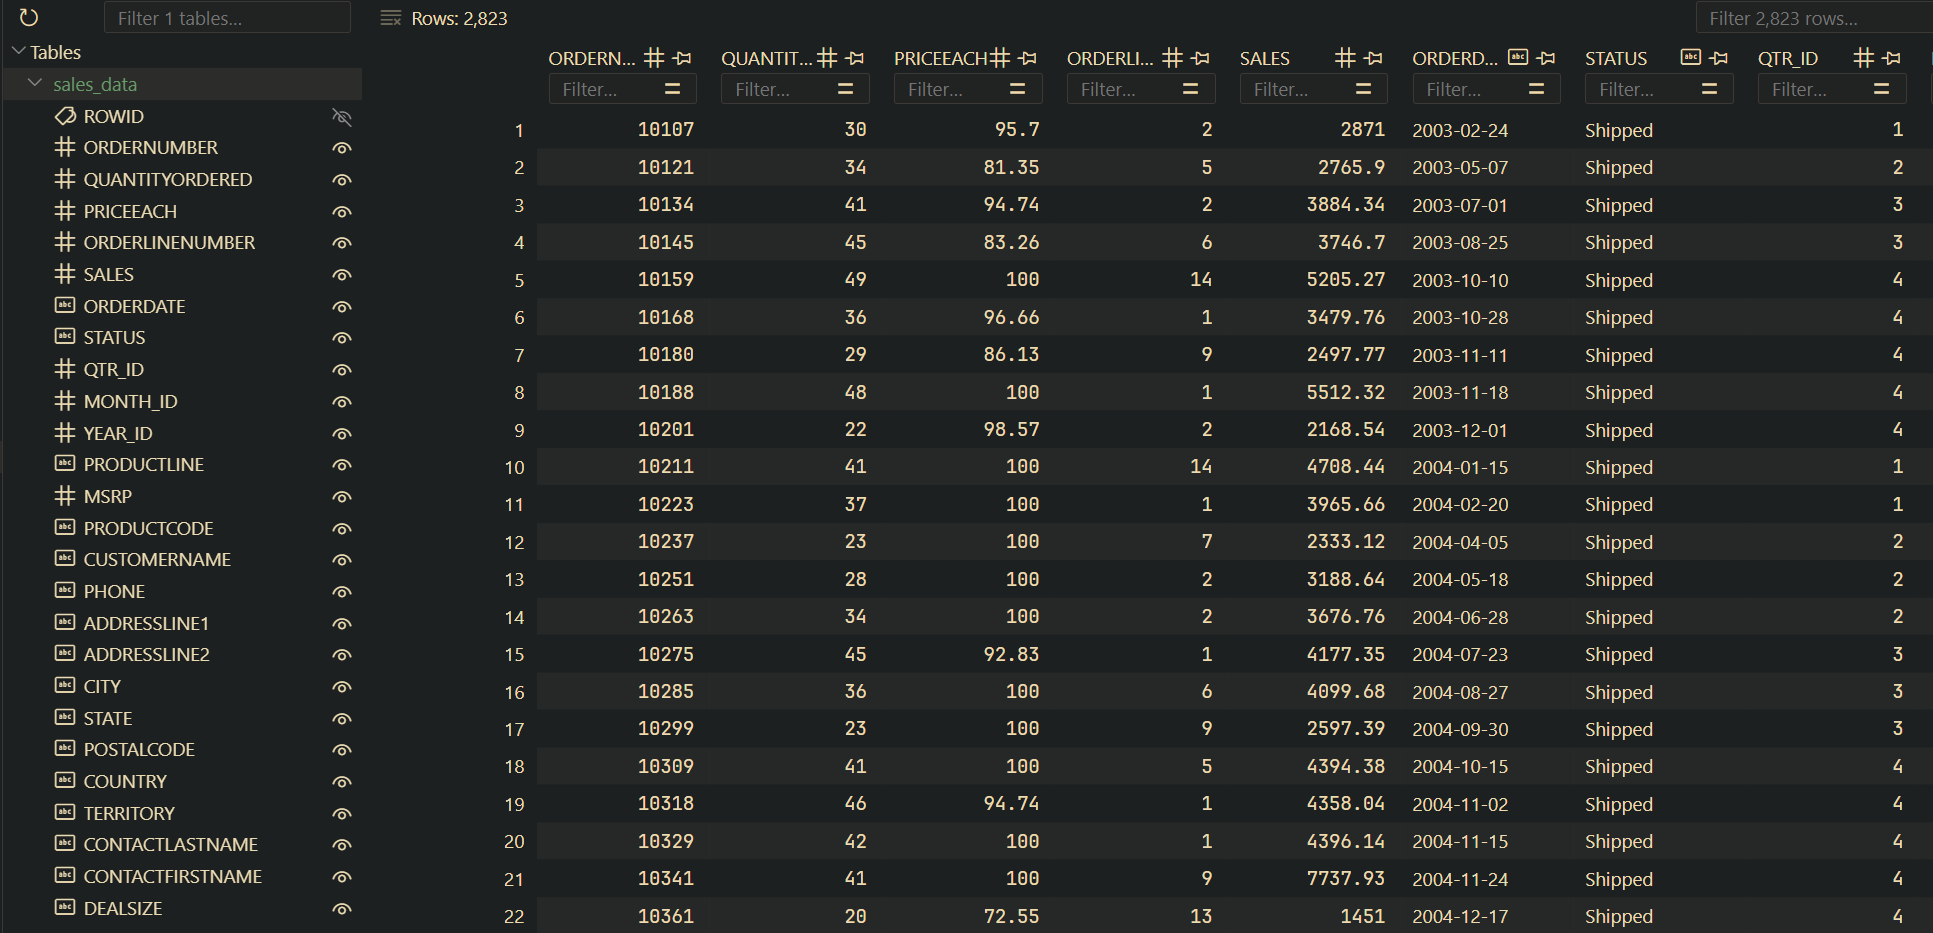 Filter 1 tables... Rows: 2,823 Filter 2,823 rows...
Tables
sales_data
ROWID
ORDERNUMBER
QUANTITYORDERED
PRICEEACH
ORDERLINENUMBER
SALES
ORDERDATE
STATUS
QTR_ID
MONTH_ID
YEAR_ID
PRODUCTLINE
MSRP
PRODUCTCODE
CUSTOMERNAME
PHONE
ADDRESSLINE1
ADDRESSLINE2
CITY
STATE
POSTALCODE
COUNTRY
TERRITORY
CONTACTLASTNAME
CONTACTFIRSTNAME
DEALSIZE
ORDERN... QUANTIT... PRICEEACH ORDERLI... SALES ORDERD... STATUS QTR_ID
Filter... Filter... Filter... Filter... Filter... Filter... Filter... Filter...
1 10107 30 95.7 2 2871 2003-02-24 Shipped 1
2 10121 34 81.35 5 2765.9 2003-05-07 Shipped 2
3 10134 41 94.74 2 3884.34 2003-07-01 Shipped 3
4 10145 45 83.26 6 3746.7 2003-08-25 Shipped 3
5 10159 49 100 14 5205.27 2003-10-10 Shipped 4
6 10168 36 96.66 1 3479.76 2003-10-28 Shipped 4
7 10180 29 86.13 9 2497.77 2003-11-11 Shipped 4
8 10188 48 100 1 5512.32 2003-11-18 Shipped 4
9 10201 22 98.57 2 2168.54 2003-12-01 Shipped 4
10 10211 41 100 14 4708.44 2004-01-15 Shipped 1
11 10223 37 100 1 3965.66 2004-02-20 Shipped 1
12 10237 23 100 7 2333.12 2004-04-05 Shipped 2
13 10251 28 100 2 3188.64 2004-05-18 Shipped 2
14 10263 34 100 2 3676.76 2004-06-28 Shipped 2
15 10275 45 92.83 1 4177.35 2004-07-23 Shipped 3
16 10285 36 100 6 4099.68 2004-08-27 Shipped 3
17 10299 23 100 9 2597.39 2004-09-30 Shipped 3
18 10309 41 100 5 4394.38 2004-10-15 Shipped 4
19 10318 46 94.74 1 4358.04 2004-11-02 Shipped 4
20 10329 42 100 1 4396.14 2004-11-15 Shipped 4
21 10341 41 100 9 7737.93 2004-11-24 Shipped 4
22 10361 20 72.55 13 1451 2004-12-17 Shipped 4